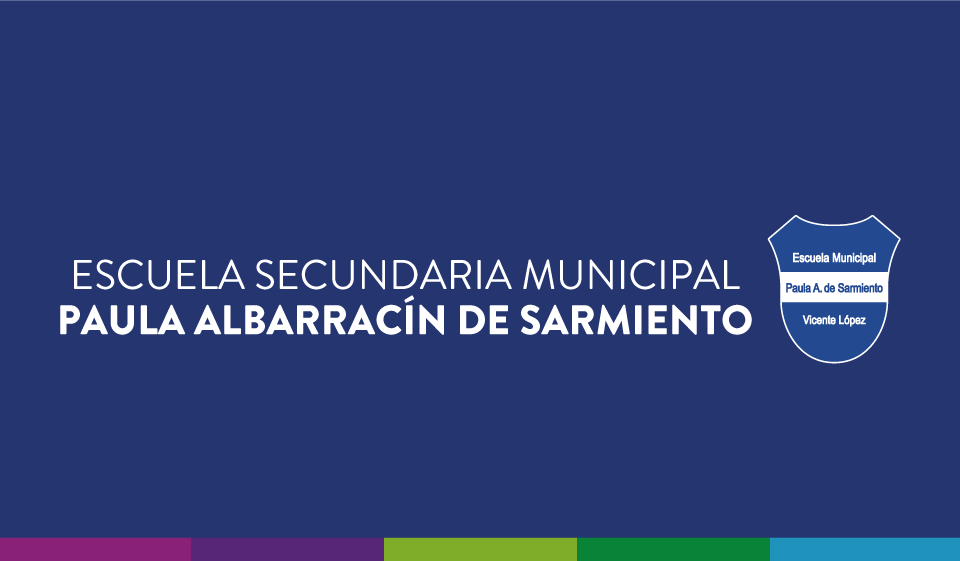 ESCUELA SECUNDARIA MUNICIPAL
PAULA ALBARRACÍN DE SARMIENTO
Escuela Municipal
Paula A. de Sarmiento
Vicente López